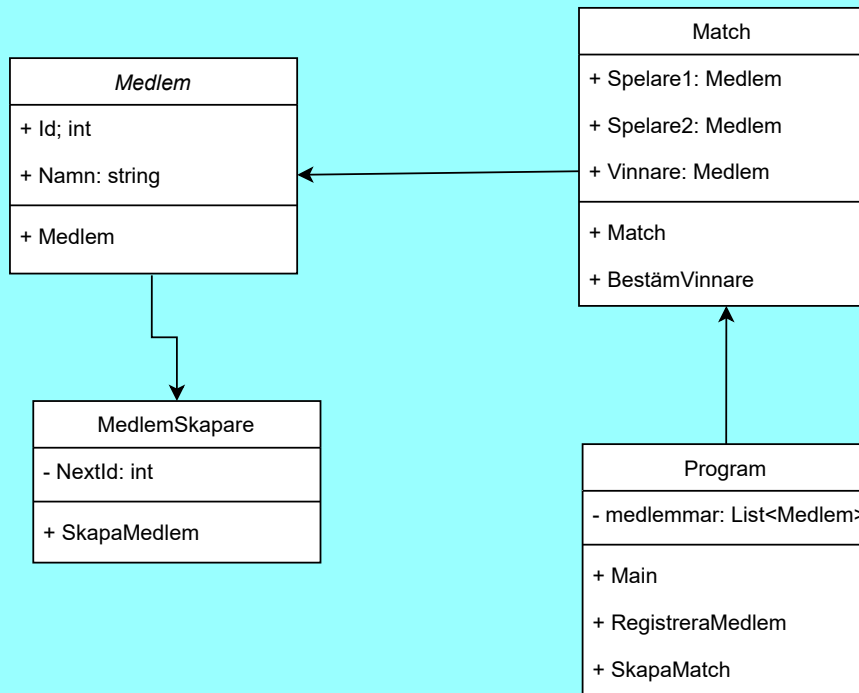 Medlem
+ Id; int
+ Namn: string
+ Medlem
Match
+ Spelare1: Medlem
+ Spelare2: Medlem
+ Vinnare: Medlem
+ Match
+ BestämVinnare
MedlemSkapare
- NextId: int
+ SkapaMedlem
Program
- medlemmar: List<Medlem>
+ Main
+ RegistreraMedlem
+ SkapaMatch